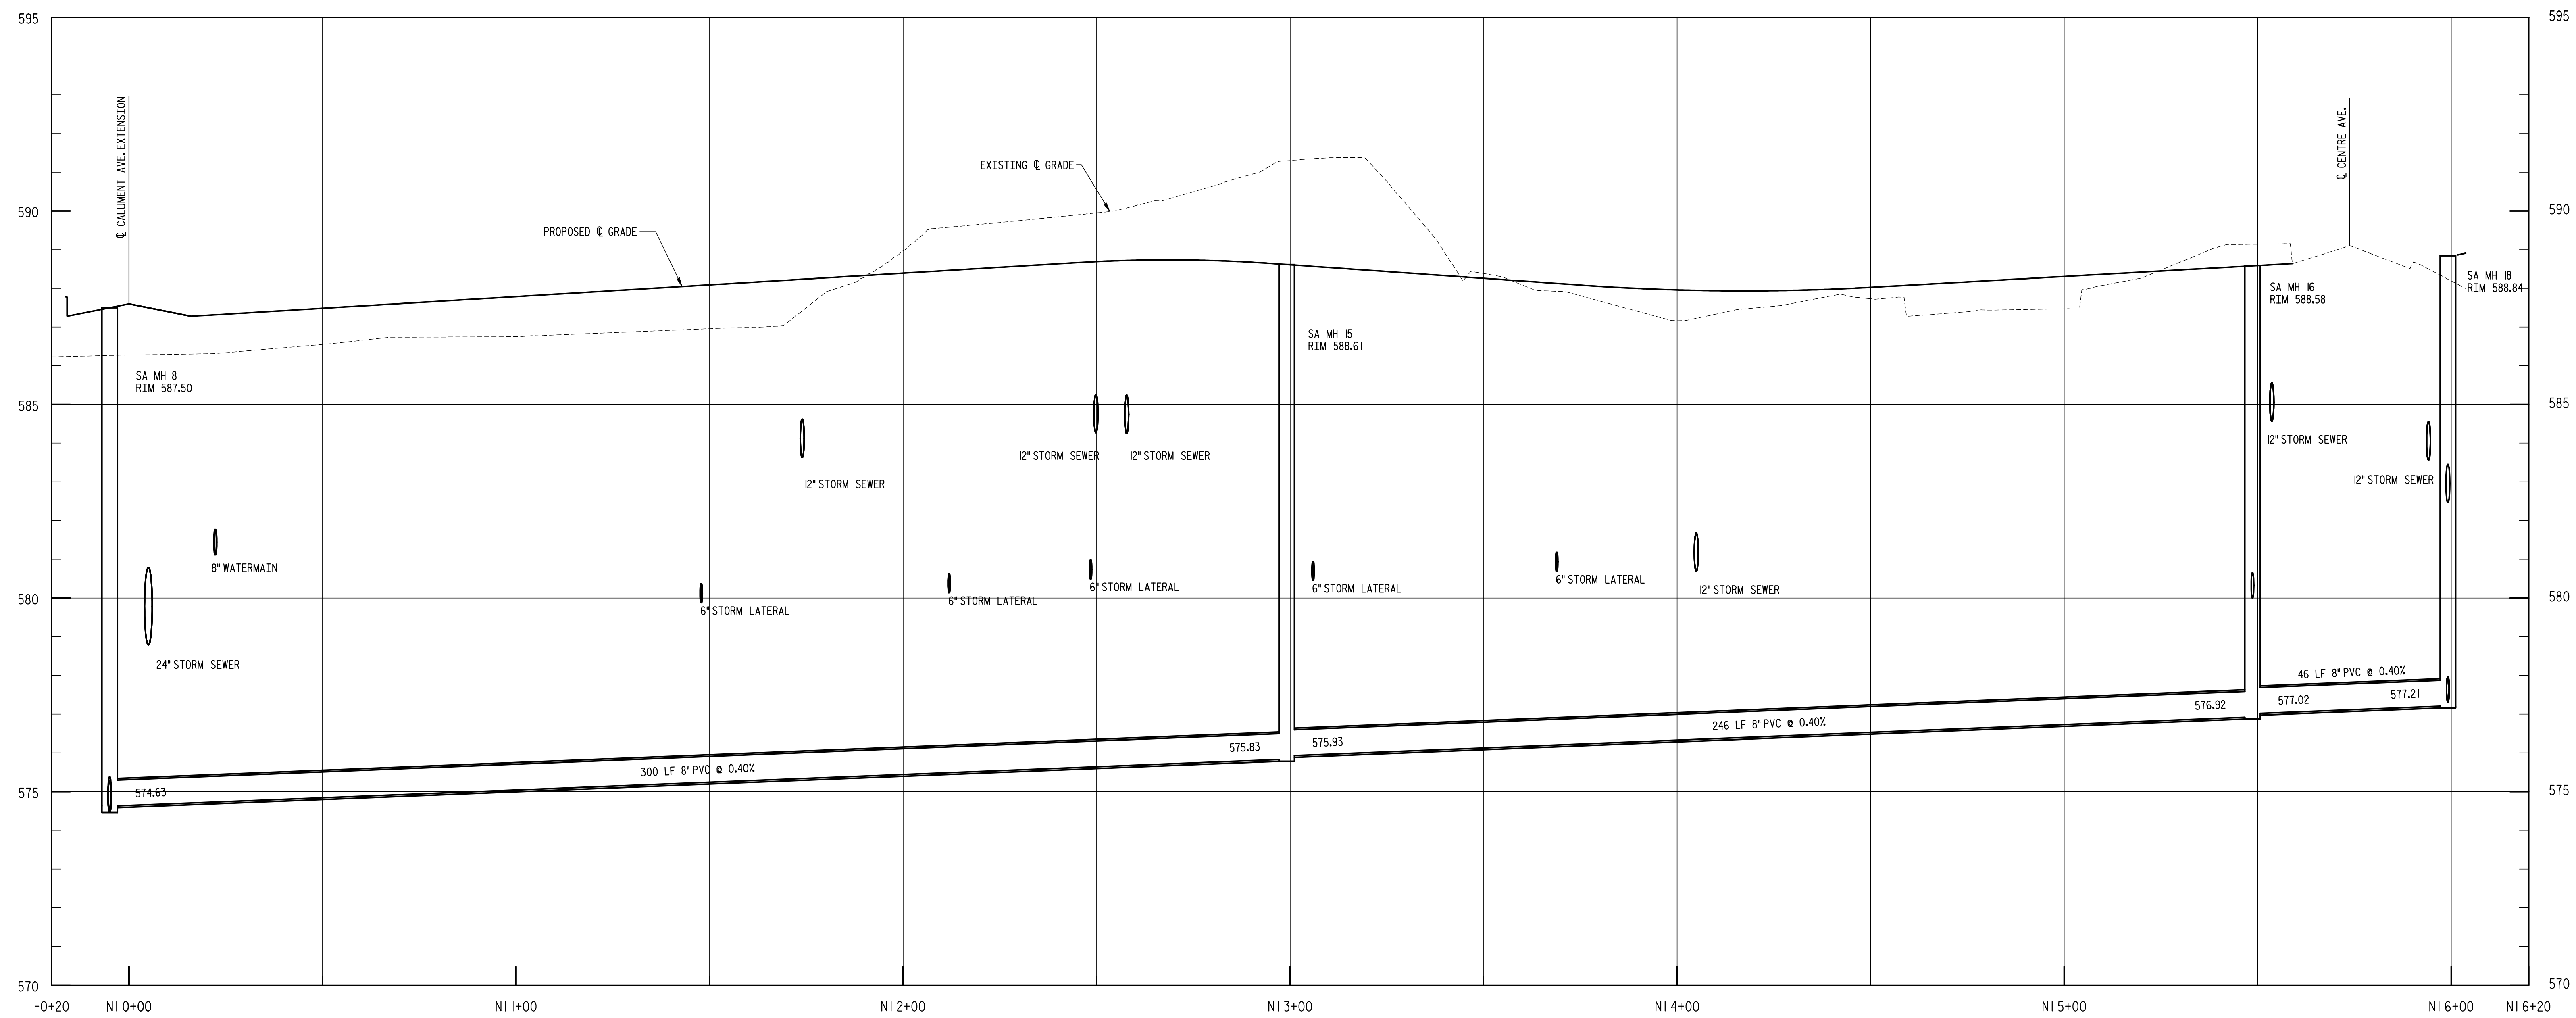 595
595
℄ CALUMENT AVE. EXTENSION
℄ CENTRE AVE.
EXISTING ℄ GRADE
590
590
PROPOSED ℄ GRADE
SA MH 18
RIM 588.84
SA MH 16
RIM 588.58
SA MH 15
RIM 588.61
SA MH 8
RIM 587.50
585
585
12" STORM SEWER
12" STORM SEWER
12" STORM SEWER
12" STORM SEWER
12" STORM SEWER
8" WATERMAIN
6" STORM LATERAL
6" STORM LATERAL
6" STORM LATERAL
6" STORM LATERAL
6" STORM LATERAL
12" STORM SEWER
580
580
24" STORM SEWER
46 LF 8" PVC @ 0.40%
577.02
577.21
576.92
246 LF 8" PVC @ 0.40%
575.83
575.93
300 LF 8" PVC @ 0.40%
574.63
575
575
570
570
-0+20
N1 0+00
N1 1+00
N1 2+00
N1 3+00
N1 4+00
N1 5+00
N1 6+00
N1 6+20